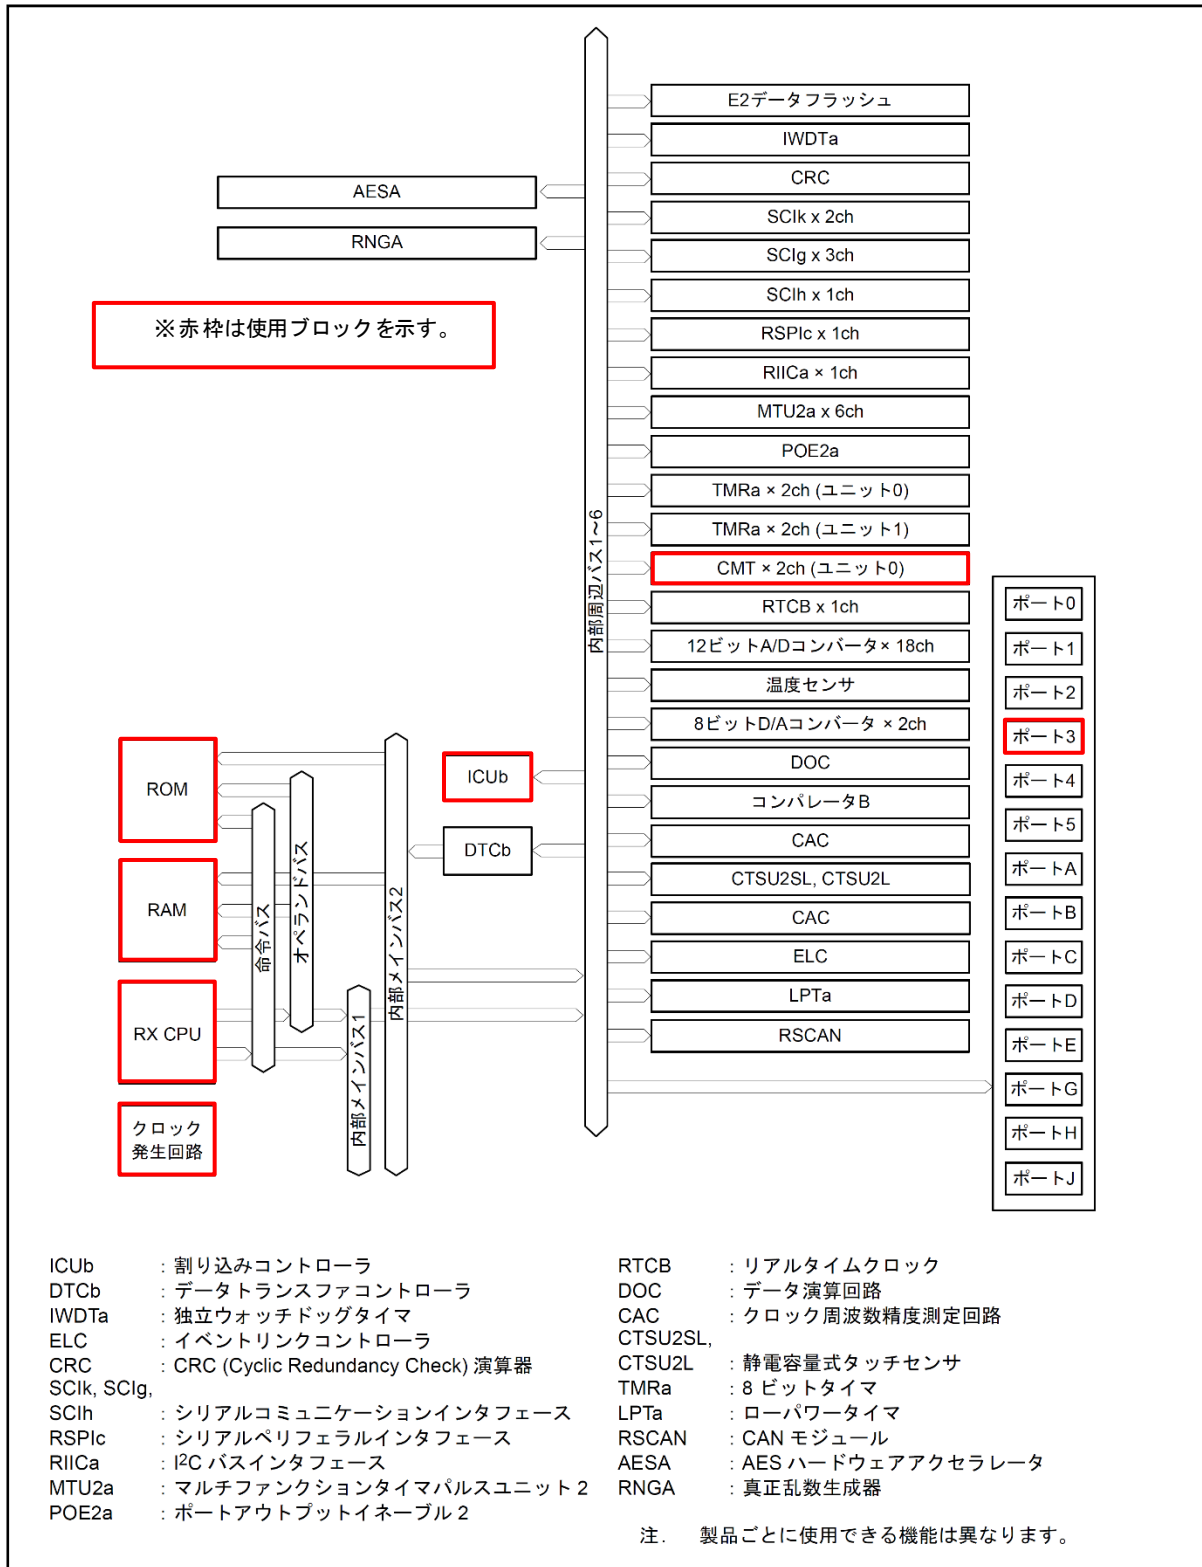 E2データフラッシュ
IWDTa
CRC
SCIk x 2ch
SCIg x 3ch
SCIh x 1ch
RSPIc x 1ch
RIICa × 1ch
MTU2a x 6ch
POE2a
TMRa × 2ch (ユニット0)
TMRa × 2ch (ユニット1)
CMT × 2ch (ユニット0)
RTCB x 1ch
12ビットA/Dコンバータ× 18ch
温度センサ
8ビットD/Aコンバータ × 2ch
DOC
コンパレータB
CAC
CTSU2SL, CTSU2L
CAC
ELC
LPTa
RSCAN
AESA
RNGA
※赤枠は使用ブロックを示す。
内部周辺バス1～6
ポート0
ポート1
ポート2
ポート3
ポート4
ポート5
ポートA
ポートB
ポートC
ポートD
ポートE
ポートG
ポートH
ポートJ
ROM
RAM
RX CPU
クロック
発生回路
命令バス
オペランドバス
内部メインバス1
内部メインバス2
ICUb
DTCb
ICUb : 割り込みコントローラ
DTCb : データトランスファコントローラ
IWDTa : 独立ウォッチドッグタイマ
ELC : イベントリンクコントローラ
CRC : CRC (Cyclic Redundancy Check) 演算器
SCIk, SCIg,
SCIh : シリアルコミュニケーションインタフェース
RSPIc : シリアルペリフェラルインタフェース
RIICa : I²C バスインタフェース
MTU2a : マルチファンクションタイマパルスユニット 2
POE2a : ポートアウトプットイネーブル 2
RTCB : リアルタイムクロック
DOC : データ演算回路
CAC : クロック周波数精度測定回路
CTSU2SL,
CTSU2L : 静電容量式タッチセンサ
TMRa : 8 ビットタイマ
LPTa : ローパワータイマ
RSCAN : CAN モジュール
AESA : AES ハードウェアアクセラレータ
RNGA : 真正乱数生成器
注. 製品ごとに使用できる機能は異なります。